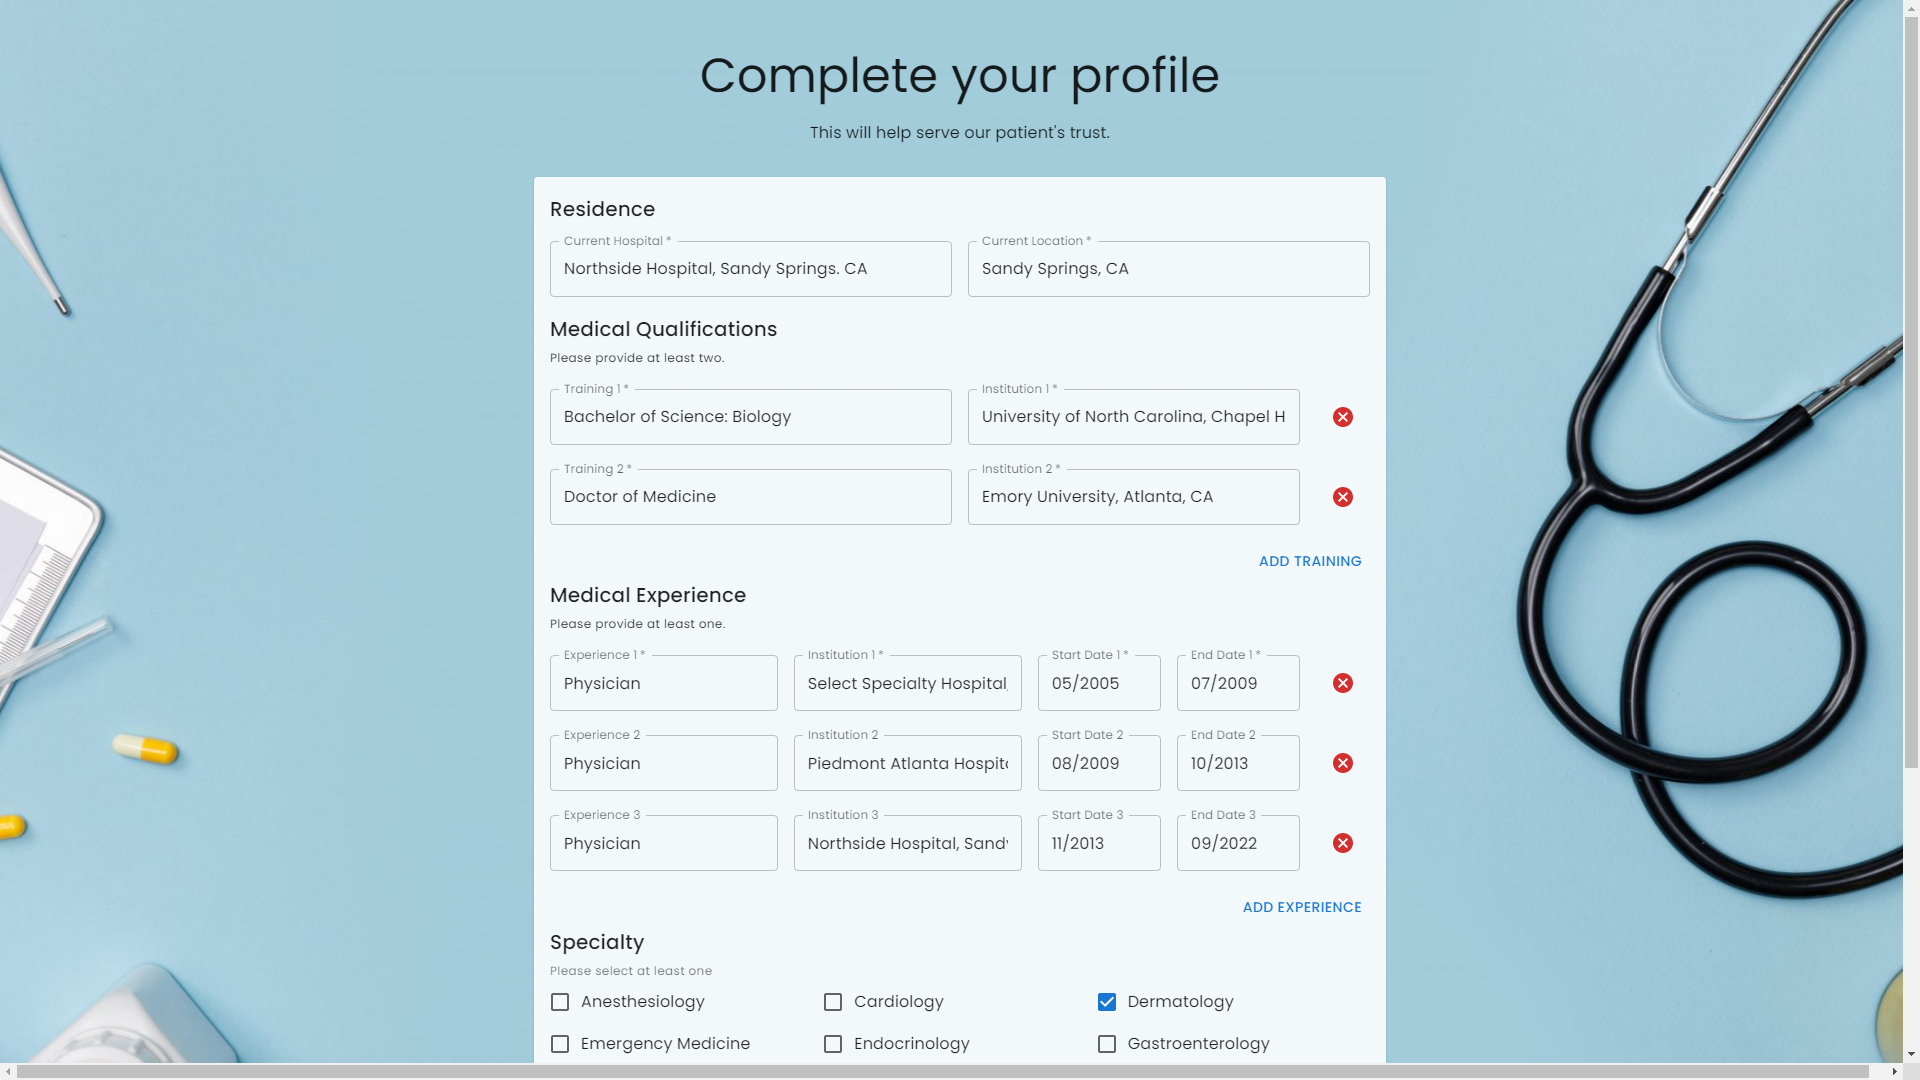 Complete your profile
This will help serve our patient's trust.
Residence
Current Hospital *
Current Location *
Northside Hospital, Sandy Springs. CA
Sandy Springs, CA
Medical Qualifications
Please provide at least two.
Training 1 *
Institution 1 *
Bachelor of Science: Biology
University of North Carolina, Chapel H
Training 2 *
Institution 2 *
Doctor of Medicine
Emory University, Atlanta, CA
ADD TRAINING
Medical Experience
Please provide at least one.
Experience 1 *
Institution 1 *
Start Date 1 *
End Date 1 *
Physician
Select Specialty Hospital,
05/2005
07/2009
Experience 2
Institution 2
Start Date 2
End Date 2
Physician
Piedmont Atlanta Hospit
08/2009
10/2013
Experience 3
Institution 3
Start Date 3
End Date 3
Physician
Northside Hospital, Sand
11/2013
09/2022
ADD EXPERIENCE
Specialty
Please select at least one
Anesthesiology
Cardiology
Dermatology
Emergency Medicine
Endocrinology
Gastroenterology